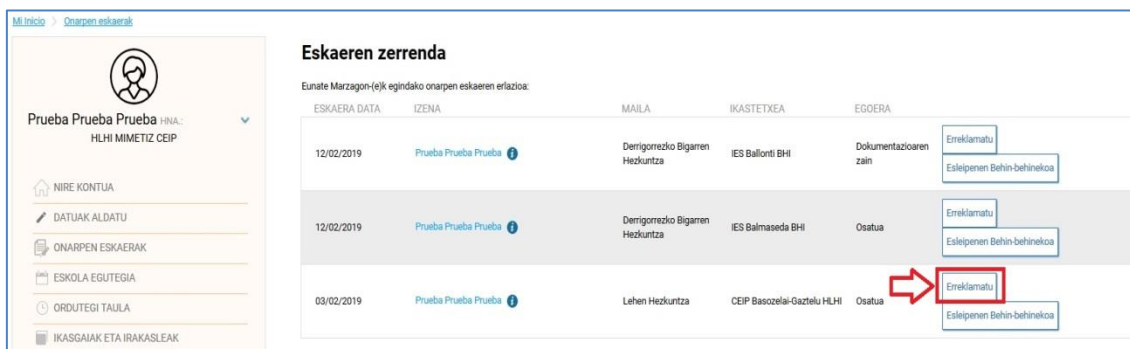 Mi Inicio > Onarpen eskaerak
Prueba Prueba Prueba HNA.:
HLHI MIMETIZ CEIP
NIRE KONTUA
DATUAK ALDATU
ONARPEN ESKAERAK
ESKOLA EGUTEGIA
ORDUTEGI TAULA
IKASGAIAK ETA IRAKASLEAK
Eskaeren zerrenda
Eunate Marzagon-(e)k egindako onarpen eskaeren erlazioa:
ESKAERA DATA IZENA MAILA IKASTETXEA EGOERA
12/02/2019 Prueba Prueba Prueba i Derrigorrezko Bigarren Hezkuntza IES Ballonti BHI Dokumentazioaren zain Erreklamatu Esleipenen Behin-behinekoa
12/02/2019 Prueba Prueba Prueba i Derrigorrezko Bigarren Hezkuntza IES Balmaseda BHI Osatua Erreklamatu Esleipenen Behin-behinekoa
03/02/2019 Prueba Prueba Prueba i Lehen Hezkuntza CEIP Basozelai-Gaztelu HLHI Osatua Erreklamatu Esleipenen Behin-behinekoa